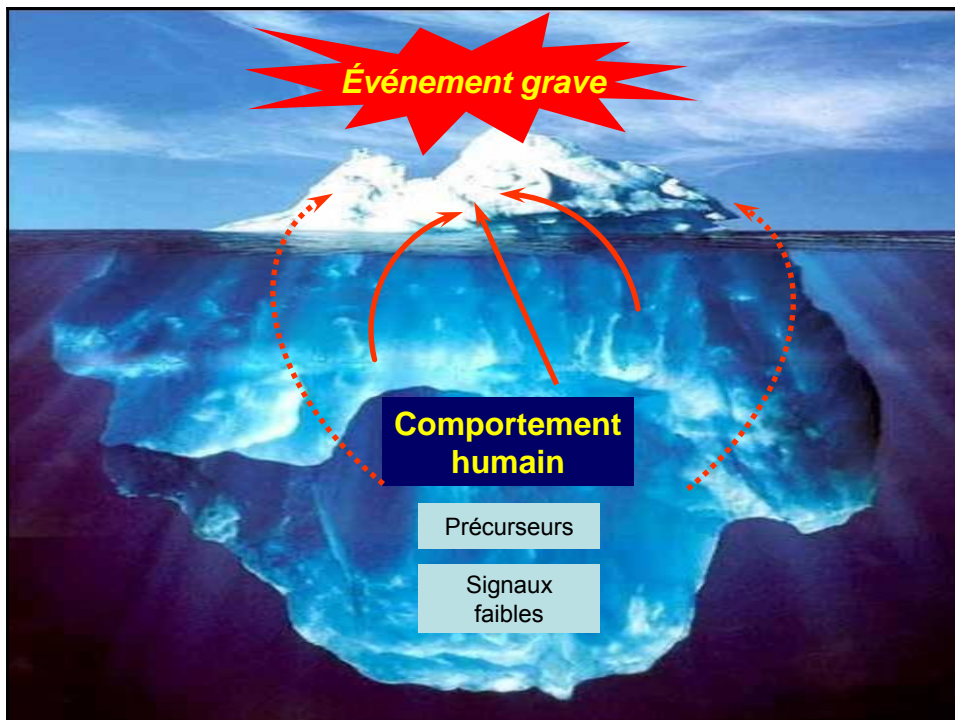 Événement grave
Comportement
humain
Précurseurs
Signaux
faibles